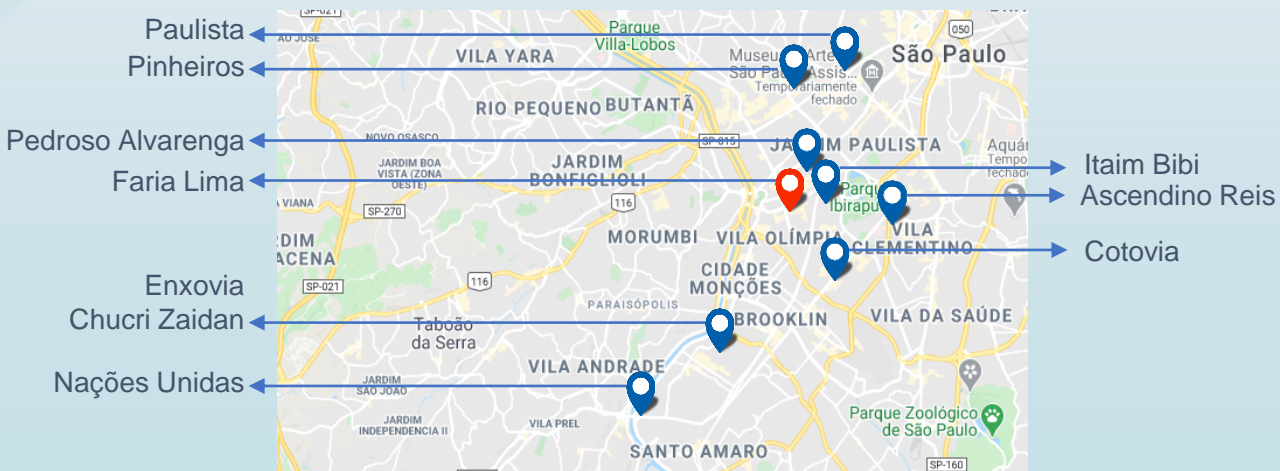 Paulista
Pinheiros
Pedroso Alvarenga
Faria Lima
Enxovia
Chucri Zaidan
Nações Unidas
Itaim Bibi
Ascendino Reis
Cotovia
Parque
Villa-Lobos
050
VILA YARA
São Paulo
RIO PEQUENO
BUTANTÃ
Temporariamente
fechado
NOVO OSASCO
SP-015
JARDIM BOA
VISTA (ZONA
OESTE)
JARDIM
BONFIGLIOLI
116
SP-270
MORUMBI
VILA OLÍMPIA
VILA
CLEMENTINO
CIDADE
MONÇÕES
SP-021
116
PARAISÓPOLIS
Taboão
da Serra
BROOKLIN
VILA DA SAÚDE
VILA ANDRADE
JARDIM
SÃO JOÃO
JARDIM
INDEPENDENCIA II
VILA PREL
Parque Zoológico
de São Paulo
SANTO AMARO
SP-160